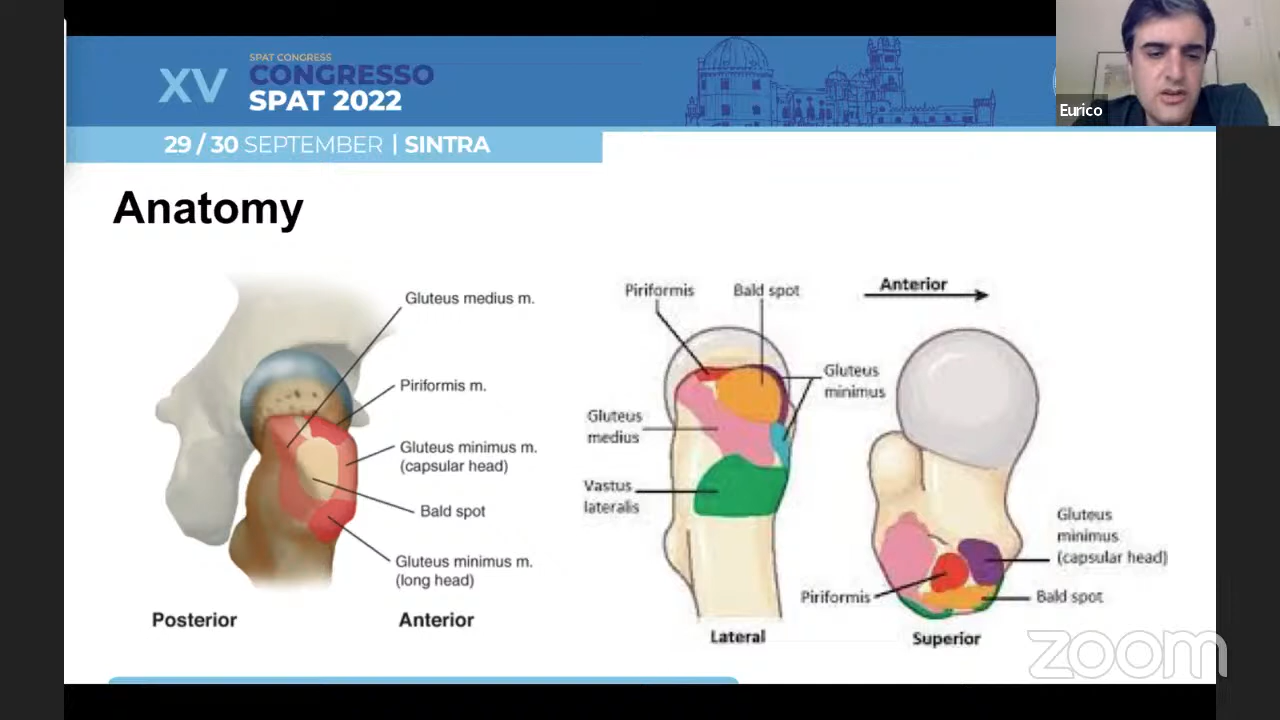 SPAT CONGRESS
XV CONGRESSO
SPAT 2022
29 / 30 SEPTEMBER | SINTRA
Eurico
Anatomy
Gluteus medius m.
Piriformis m.
Gluteus minimus m.
(capsular head)
Bald spot
Gluteus minimus m.
(long head)
Posterior
Anterior
Piriformis
Bald spot
Gluteus
minimus
Gluteus
medius
Vastus
lateralis
Lateral
Anterior
Gluteus
minimus
(capsular head)
Piriformis
Bald spot
Superior
zoom